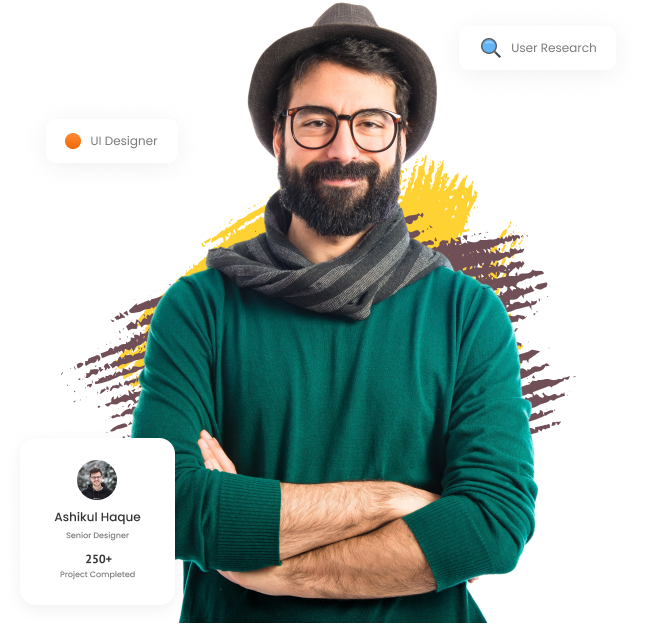 User Research
UI Designer
Ashikul Haque
Senior Designer
250+
Project Completed